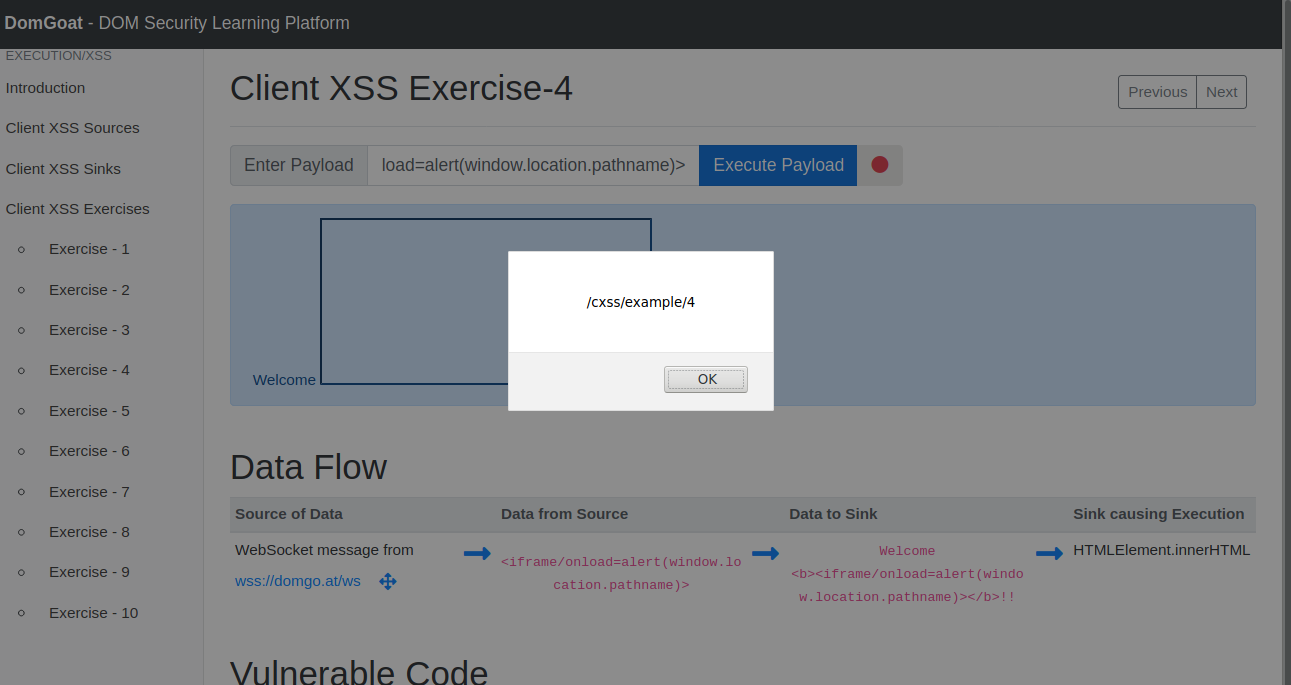 DomGoat - DOM Security Learning Platform
EXECUTION/XSS
Introduction
Client XSS Sources
Client XSS Sinks
Client XSS Exercises
Exercise - 1
Exercise - 2
Exercise - 3
Exercise - 4
Exercise - 5
Exercise - 6
Exercise - 7
Exercise - 8
Exercise - 9
Exercise - 10
Client XSS Exercise-4
Previous Next
Enter Payload load=alert(window.location.pathname)> Execute Payload
Welcome
/cxss/example/4
OK
Data Flow
Source of Data Data from Source Data to Sink Sink causing Execution
WebSocket message from
wss://domgo.at/ws
<iframe/onload=alert(window.lo
cation.pathname)>
Welcome
<b><iframe/onload=alert(windo
w.location.pathname)></b>!!
HTMLElement.innerHTML
Vulnerable Code